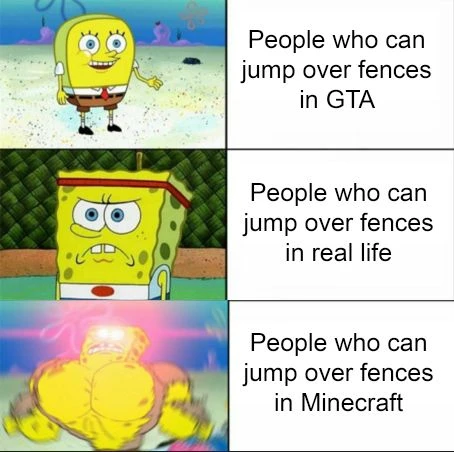 People who can
jump over fences
in GTA
People who can
jump over fences
in real life
People who can
jump over fences
in Minecraft